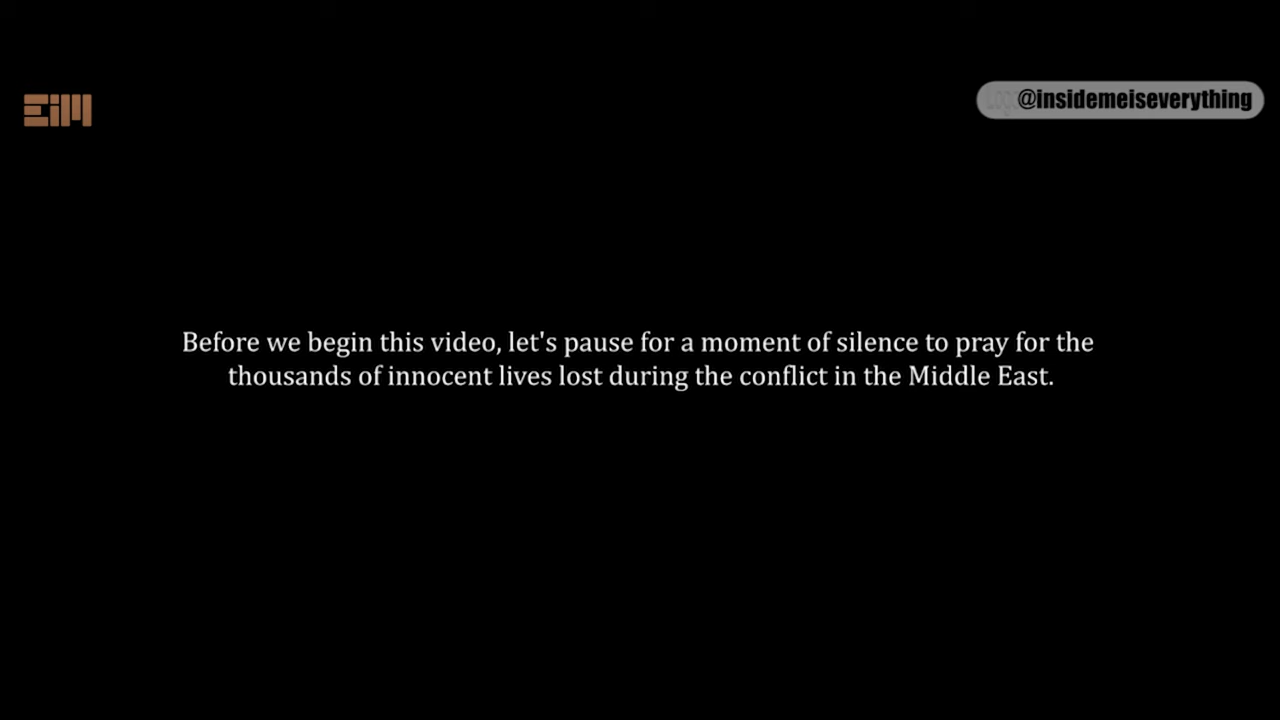 EiM
@insidemeiseverything
Before we begin this video, let's pause for a moment of silence to pray for the
thousands of innocent lives lost during the conflict in the Middle East.